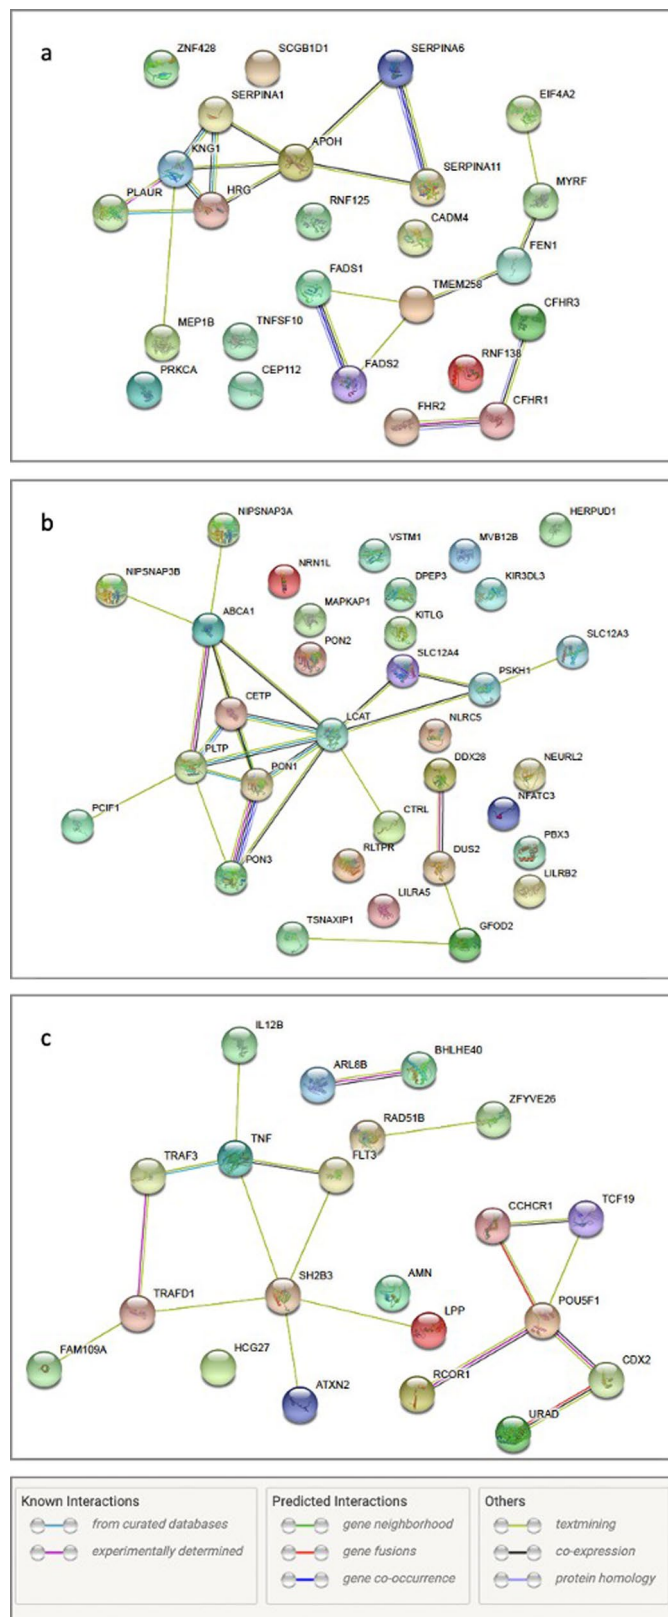 a
ZNF428
SCGB1D1
SERPINA6
SERPINA1
EIF4A2
KNG1
APOH
SERPINA11
MYRF
PLAUR
HRG
RNF125
CADM4
FEN1
FADS1
TMEM258
MEP1B
TNFSF10
CFHR3
PRKCA
CEP112
FADS2
RNF138
FHR2
CFHR1
b
NIPSNAP3A
HERPUD1
VSTM1
MVB12B
NIPSNAP3B
NRN1L
DPEP3
KIR3DL3
ABCA1
MAPKAP1
KITLG
PON2
SLC12A4
SLC12A3
PSKH1
CETP
LCAT
NLRC5
PLTP
PON1
DDX28
NEURL2
NFATC3
PCIF1
CTRL
PBX3
PON3
RLTPR
DUS2
LILRB2
LILRA5
TSNAXIP1
GFOD2
c
IL12B
ARL8B
BHLHE40
ZFYVE26
RAD51B
TNF
TRAF3
FLT3
CCHCR1
TCF19
SH2B3
AMN
TRAFD1
LPP
POU5F1
FAM109A
HCG27
RCOR1
CDX2
ATXN2
URAD
Known Interactions
from curated databases
experimentally determined
Predicted Interactions
gene neighborhood
gene fusions
gene co-occurrence
Others
textmining
co-expression
protein homology